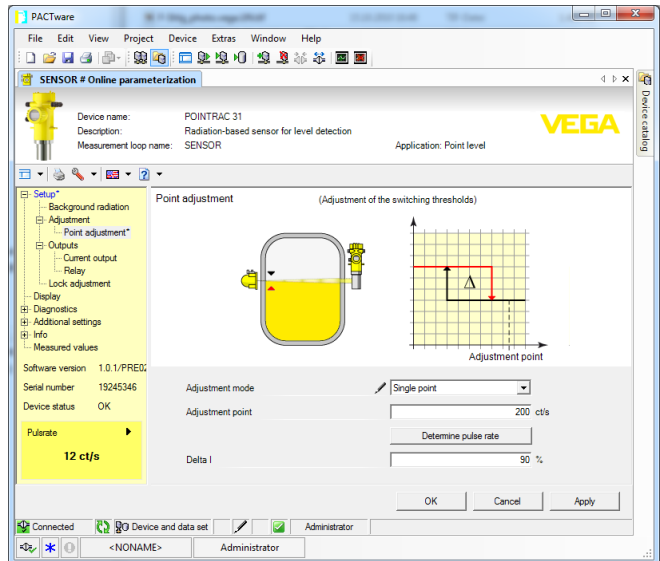 PACTware
File Edit View Project Device Extras Window Help
SENSOR # Online parameterization
Device catalog
Device name: POINTRAC 31
Description: Radiation-based sensor for level detection
Measurement loop name: SENSOR
Application: Point level
VEGA
Setup*
Background radiation
Adjustment
Point adjustment*
Outputs
Current output
Relay
Lock adjustment
Display
Diagnostics
Additional settings
Info
Measured values
Software version 1.0.1/PRE02
Serial number 19245346
Device status OK
Pulsrate
12 ct/s
Point adjustment (Adjustment of the switching thresholds)
Δ
Adjustment point
Adjustment mode Single point
Adjustment point 200 ct/s
Determine pulse rate
Delta I 90 %
OK Cancel Apply
Connected Device and data set Administrator
<NONAME> Administrator